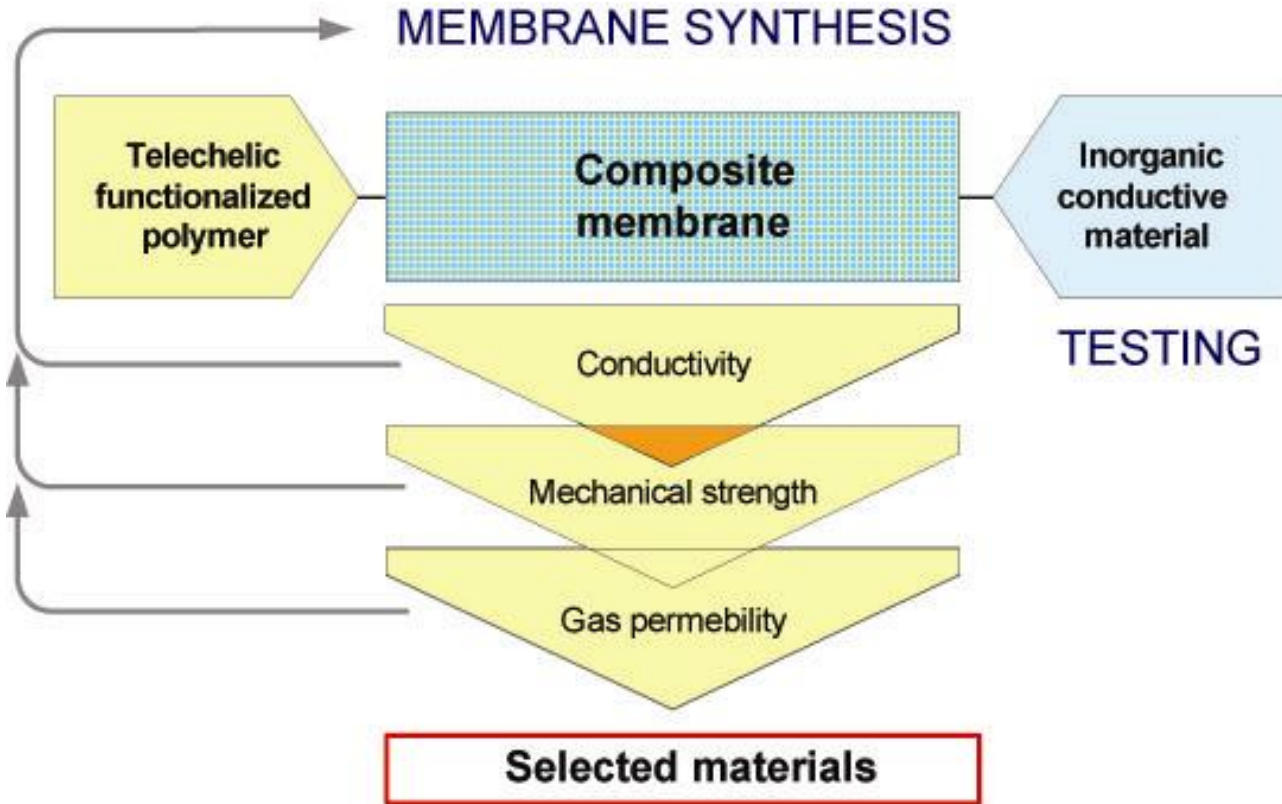 MEMBRANE SYNTHESIS
Telechelic
functionalized
polymer
Composite
membrane
Inorganic
conductive
material
TESTING
Conductivity
Mechanical strength
Gas permebility
Selected materials